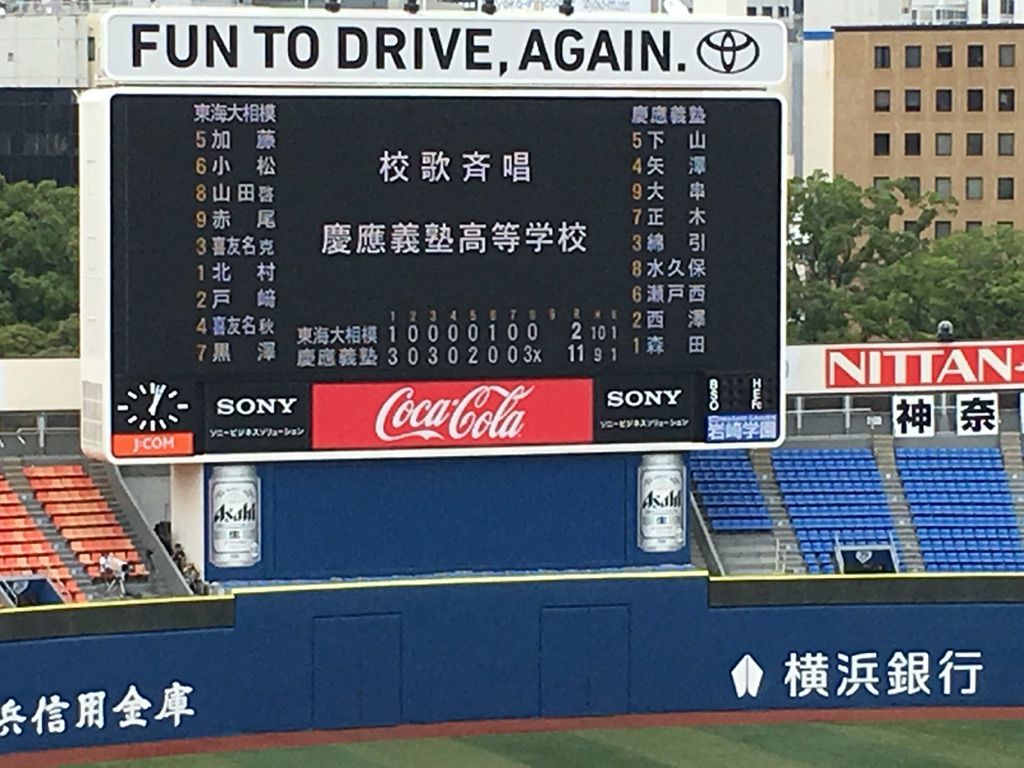 FUN TO DRIVE, AGAIN.
東海大相模
5 加 藤
6 小 松
8 山田啓
9 赤 尾
3 喜友名克
1 北 村
2 戸 﨑
4 喜友名秋
7 黒 澤
校歌斉唱
慶應義塾高等学校
慶應義塾
5 下 山
4 矢 澤
9 大 串
7 正 木
3 綿 引
8 水久保
6 瀬戸西
2 西 澤
1 森 田
1 2 3 4 5 6 7 8 9 R H E
東海大相模 1 0 0 0 0 1 0 0 2 10 1
慶應義塾 3 0 3 0 2 0 0 3x 11 9 1
J:COM
SONY
ソニービジネスソリューション
Coca-Cola
SONY
ソニービジネスソリューション
B H
S E
O Fc
岩崎学園
NITTAN
神 奈
Asahi
生
Asahi
生
浜信用金庫
横浜銀行